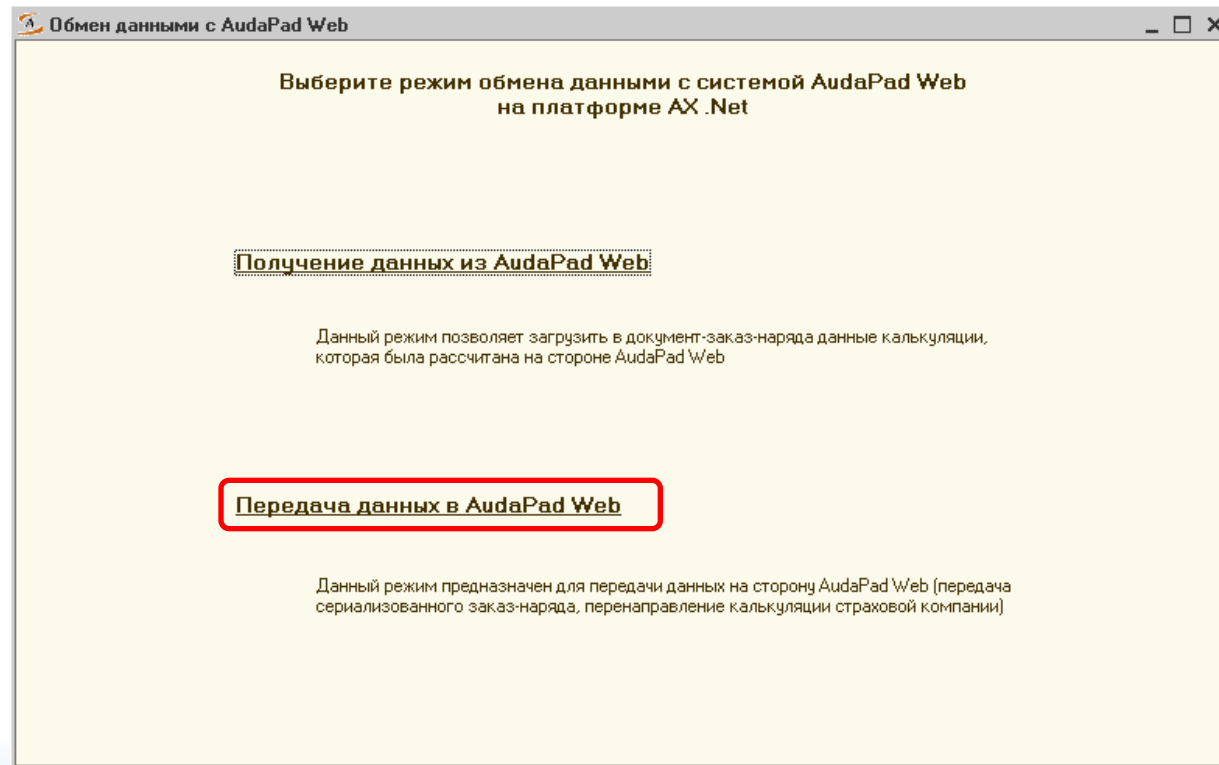 Обмен данными с AudaPad Web
Выберите режим обмена данными с системой AudaPad Web
на платформе AX .Net
Получение данных из AudaPad Web
Данный режим позволяет загрузить в документ-заказ-наряда данные калькуляции,
которая была рассчитана на стороне AudaPad Web
Передача данных в AudaPad Web
Данный режим предназначен для передачи данных на сторону AudaPad Web (передача
сериализованного заказ-наряда, перенаправление калькуляции страховой компании)